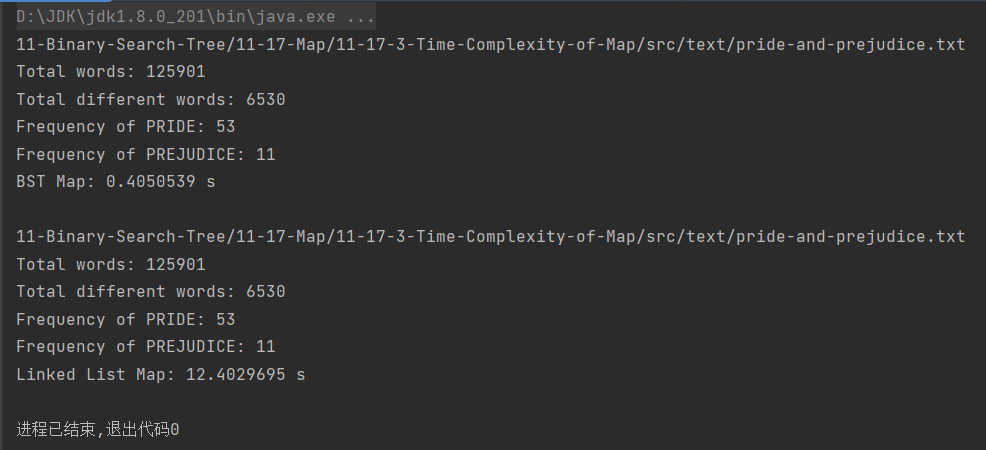 D:\JDK\jdk1.8.0_201\bin\java.exe ...
11-Binary-Search-Tree/11-17-Map/11-17-3-Time-Complexity-of-Map/src/text/pride-and-prejudice.txt
Total words: 125901
Total different words: 6530
Frequency of PRIDE: 53
Frequency of PREJUDICE: 11
BST Map: 0.4050539 s
11-Binary-Search-Tree/11-17-Map/11-17-3-Time-Complexity-of-Map/src/text/pride-and-prejudice.txt
Total words: 125901
Total different words: 6530
Frequency of PRIDE: 53
Frequency of PREJUDICE: 11
Linked List Map: 12.4029695 s
进程已结束,退出代码0